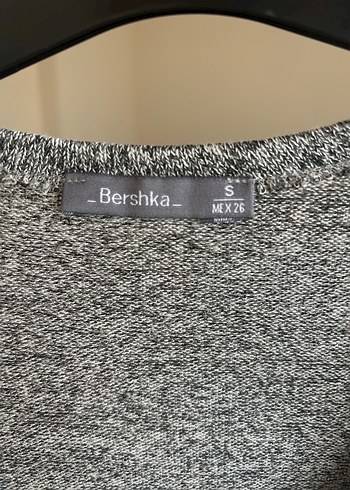 _Bershka_
S
MEX 26